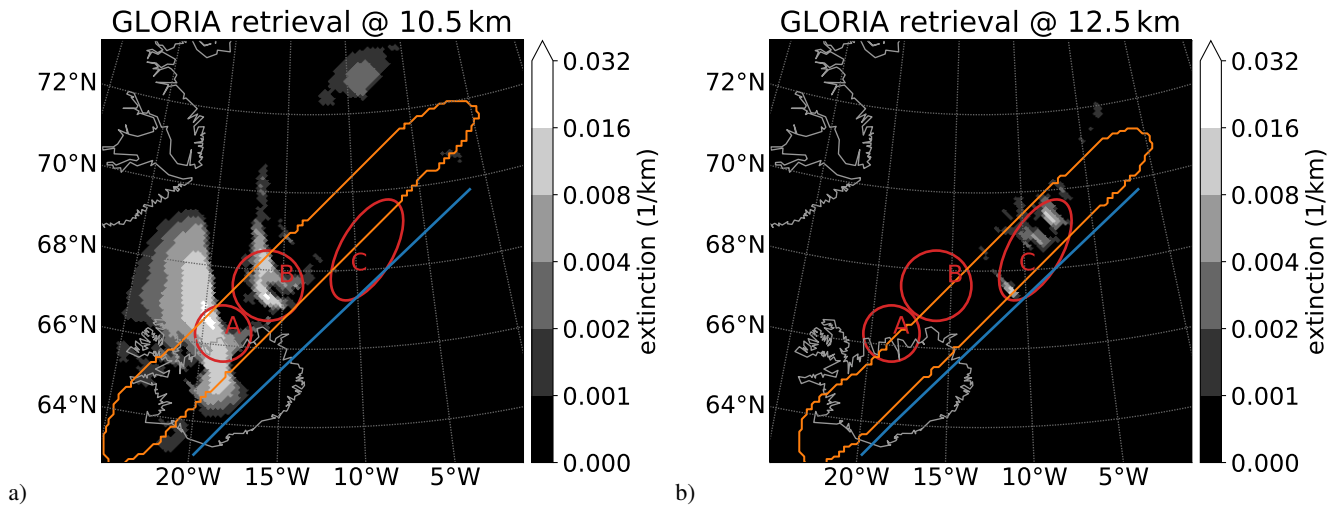 GLORIA retrieval @ 10.5 km
72°N
70°N
68°N
66°N
64°N
20°W
15°W
10°W
5°W
A
B
C
0.032
0.016
0.008
0.004
0.002
0.001
0.000
extinction (1/km)
a)
GLORIA retrieval @ 12.5 km
72°N
70°N
68°N
66°N
64°N
20°W
15°W
10°W
5°W
A
B
C
0.032
0.016
0.008
0.004
0.002
0.001
0.000
extinction (1/km)
b)